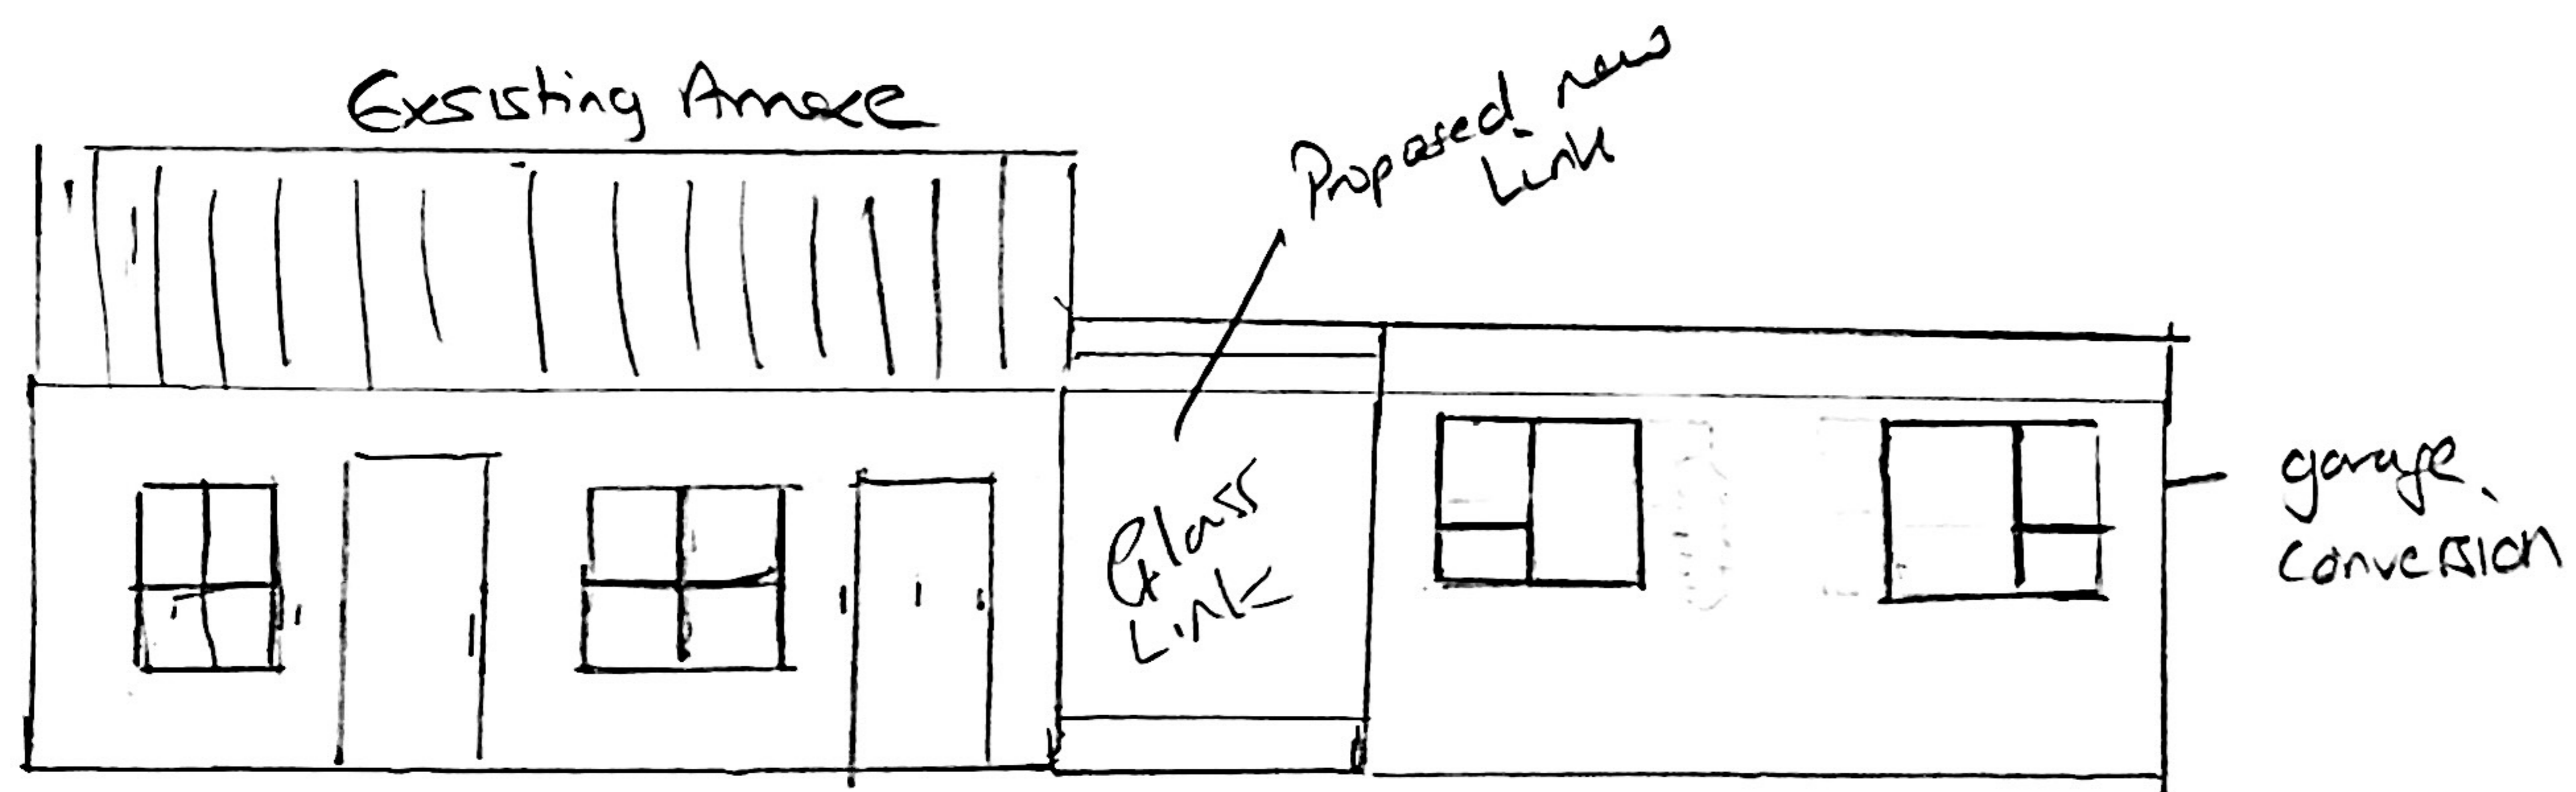 Exsisting Annexe
Proposed new
Link
Glass
Link
garage
conversion